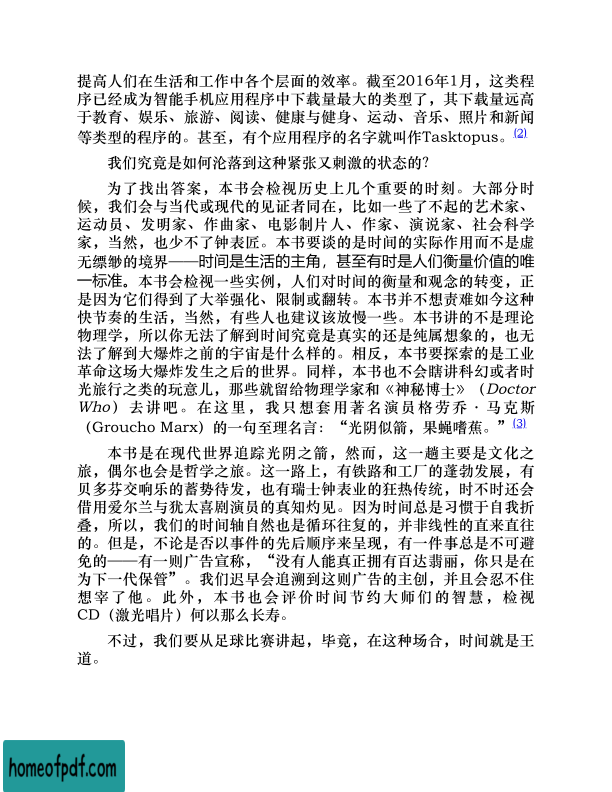 提高人们在生活和工作中各个层面的效率。截至2016年1月，这类程
序已经成为智能手机应用程序中下载量最大的类型了，其下载量远高
于教育、娱乐、旅游、阅读、健康与健身、运动、音乐、照片和新闻
等类型的程序的。甚至，有个应用程序的名字就叫作Tasktopus。(2)
我们究竟是如何沦落到这种紧张又刺激的状态的？
为了找出答案，本书会检视历史上几个重要的时刻。大部分时
候，我们会与当代或现代的见证者同在，比如一些了不起的艺术家、
运动员、发明家、作曲家、电影制片人、作家、演说家、社会科学
家，当然，也少不了钟表匠。本书要谈的是时间的实际作用而不是虚
无缥缈的境界——时间是生活的主角，甚至有时是人们衡量价值的唯
一标准。本书会检视一些实例，人们对时间的衡量和观念的转变，正
是因为它们得到了大举强化、限制或翻转。本书并不想责难如今这种
快节奏的生活，当然，有些人也建议该放慢一些。本书讲的不是理论
物理学，所以你无法了解到时间究竟是真实的还是纯属想象的，也无
法了解到大爆炸之前的宇宙是什么样的。相反，本书要探索的是工业
革命这场大爆炸发生之后的世界。同样，本书也不会瞎讲科幻或者时
光旅行之类的玩意儿，那些就留给物理学家和《神秘博士》（Doctor
Who）去讲吧。在这里，我只想套用著名演员格劳乔·马克斯
（Groucho Marx）的一句至理名言：“光阴似箭，果蝇嗜蕉。”(3)
本书是在现代世界追踪光阴之箭，然而，这一趟主要是文化之
旅，偶尔也会是哲学之旅。这一路上，有铁路和工厂的蓬勃发展，有
贝多芬交响乐的蓄势待发，也有瑞士钟表业的狂热传统，时不时还会
借用爱尔兰与犹太喜剧演员的真知灼见。因为时间总是习惯于自我折
叠，所以，我们的时间轴自然也是循环往复的，并非线性的直来直往
的。但是，不论是否以事件的先后顺序来呈现，有一件事总是不可避
免的——有一则广告宣称，“没有人能真正拥有百达翡丽，你只是在
为下一代保管”。我们迟早会追溯到这则广告的主创，并且会忍不住
想宰了他。此外，本书也会评价时间节约大师们的智慧，检视
CD（激光唱片）何以那么长寿。
不过，我们要从足球比赛讲起，毕竟，在这种场合，时间就是王
道。
homeofpdf.com